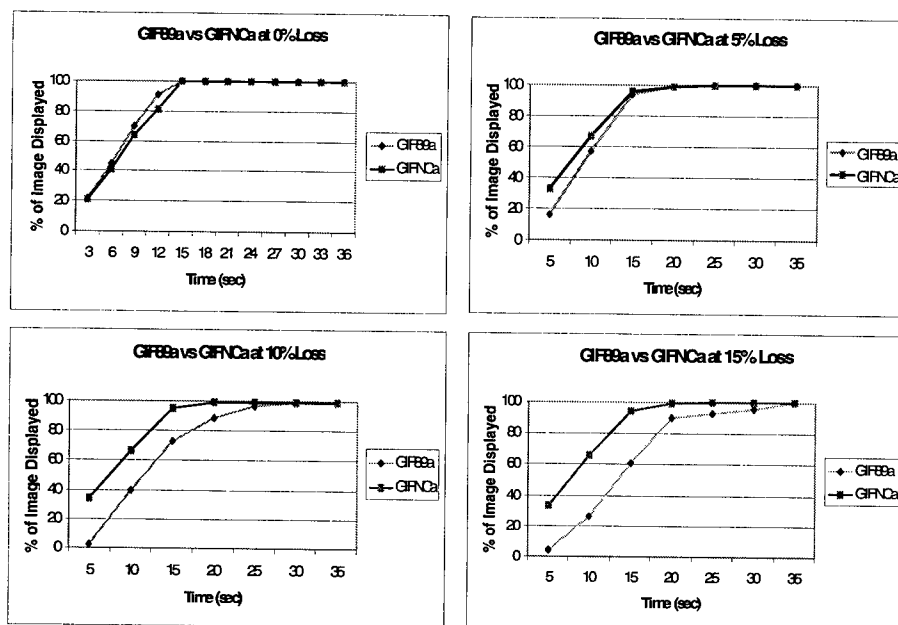 GIF89a vs GIFNCa at 0% Loss
% of Image Displayed
100
80
60
40
20
0
3 6 9 12 15 18 21 24 27 30 33 36
Time (sec)
GIF89a
GIFNCa
GIF89a vs GIFNCa at 5% Loss
% of Image Displayed
100
80
60
40
20
0
5 10 15 20 25 30 35
Time (sec)
GIF89a
GIFNCa
GIF89a vs GIFNCa at 10% Loss
% of Image Displayed
100
80
60
40
20
0
5 10 15 20 25 30 35
Time (sec)
GIF89a
GIFNCa
GIF89a vs GIFNCa at 15% Loss
% of Image Displayed
100
80
60
40
20
0
5 10 15 20 25 30 35
Time (sec)
GIF89a
GIFNCa